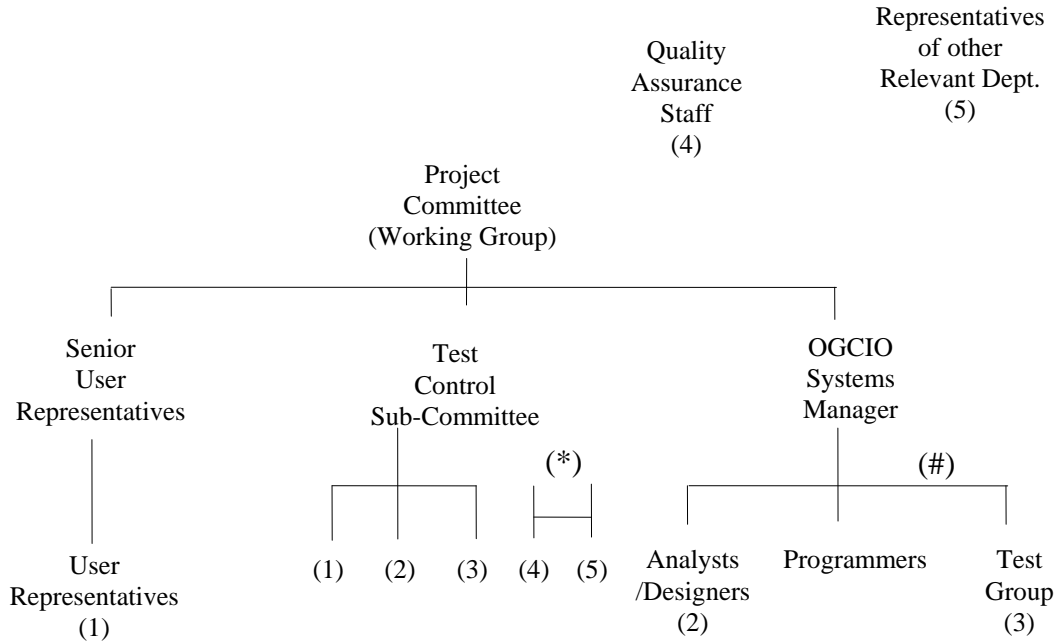 Representatives
of other
Relevant Dept.
(5)
Quality
Assurance
Staff
(4)
Project
Committee
(Working Group)
Senior
User
Representatives
Test
Control
Sub-Committee
OGCIO
Systems
Manager
(*)
(#)
User
Representatives
(1)
(1)
(2)
(3)
(4)
(5)
Analysts
/Designers
(2)
Programmers
Test
Group
(3)